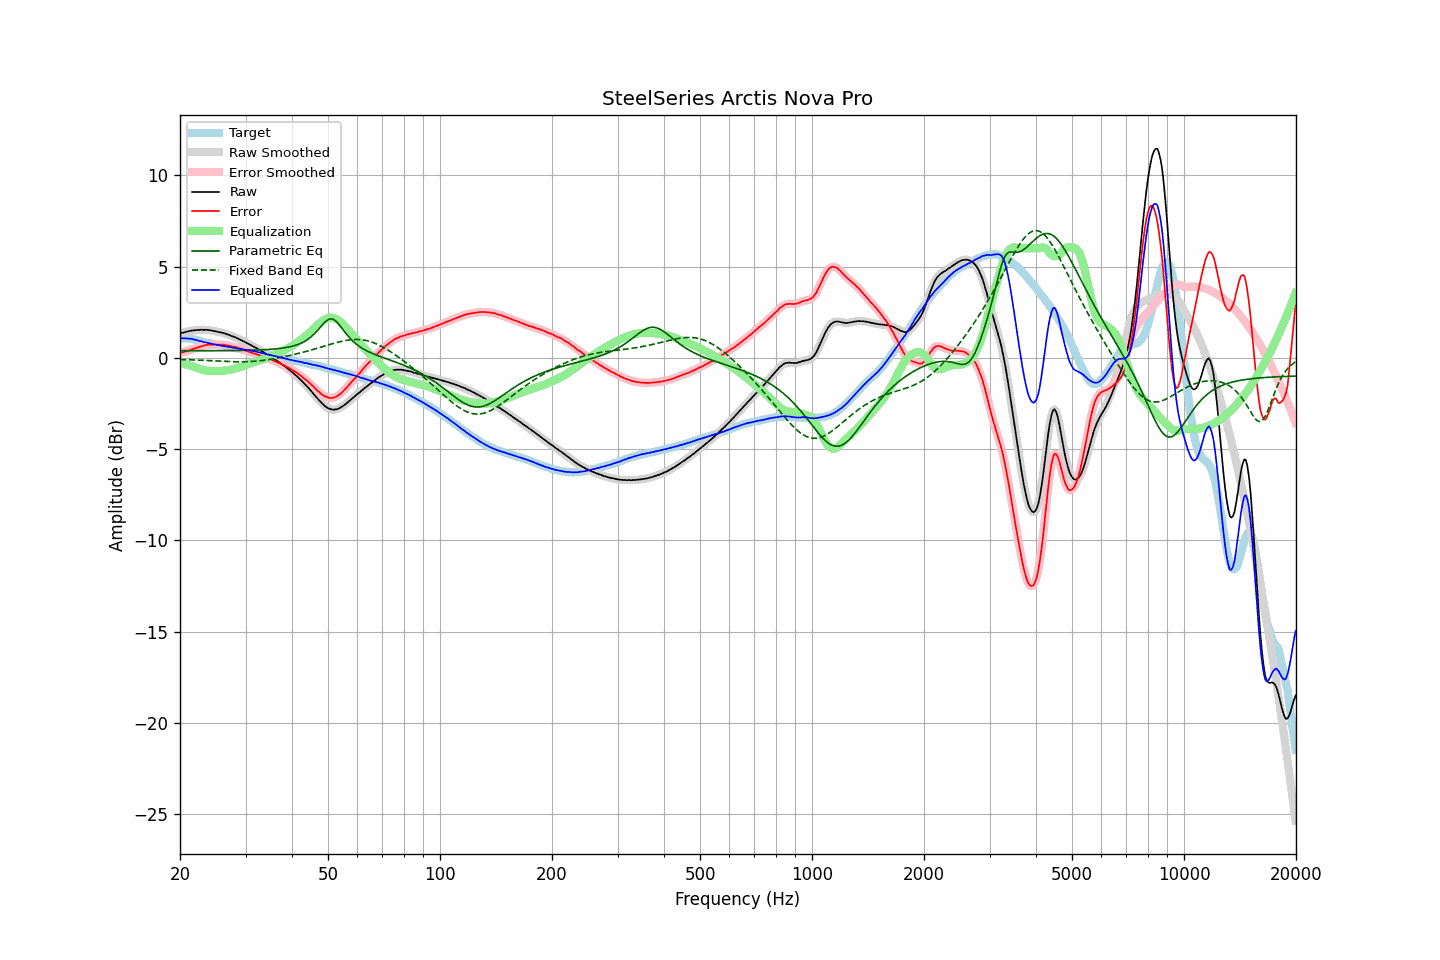 SteelSeries Arctis Nova Pro
Target
Raw Smoothed
Error Smoothed
Raw
Error
Equalization
Parametric Eq
Fixed Band Eq
Equalized
10
5
0
−5
−10
−15
−20
−25
Amplitude (dBr)
20
50
100
200
500
1000
2000
5000
10000
20000
Frequency (Hz)